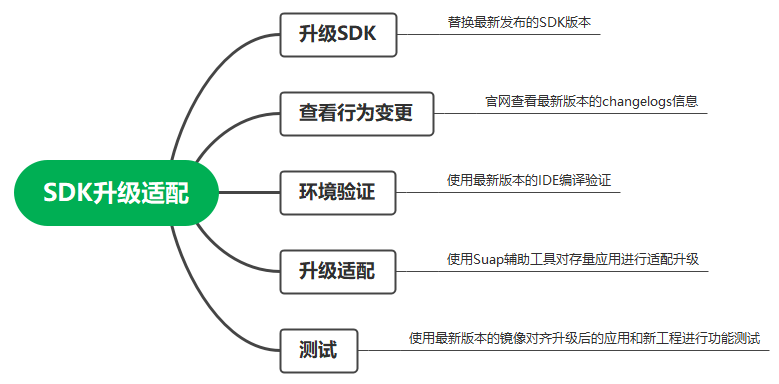 SDK升级适配
升级SDK
替换最新发布的SDK版本
查看行为变更
官网查看最新版本的changelogs信息
环境验证
使用最新版本的IDE编译验证
升级适配
使用Suap辅助工具对存量应用进行适配升级
测试
使用最新版本的镜像对齐升级后的应用和新工程进行功能测试